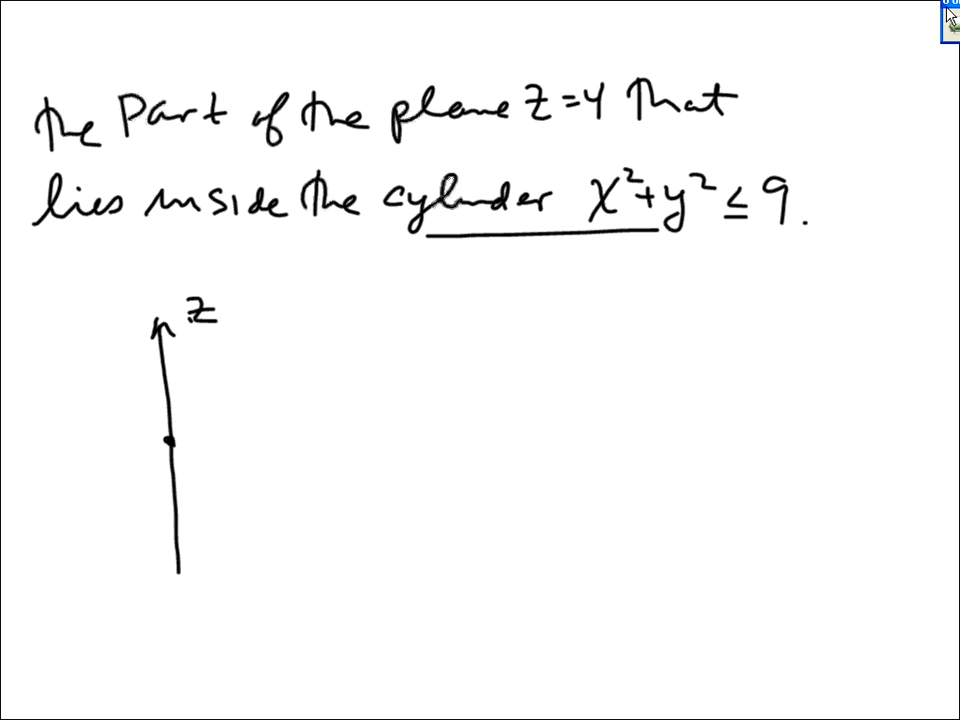 The Part of the plane z=4 that
lies inside the cylinder x²+y² ≤ 9.
z